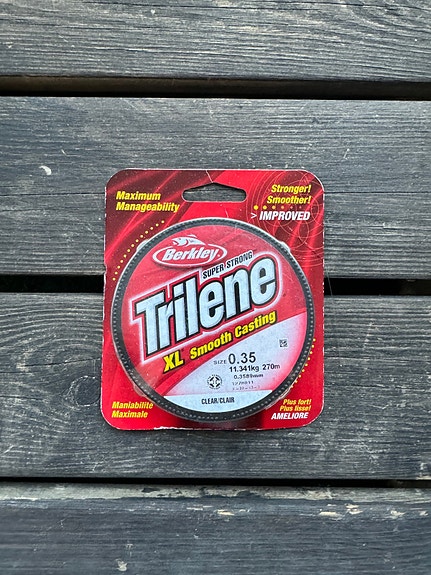 Maximum
Manageability
Stronger!
Smoother!
> IMPROVED
Berkley
SUPER STRONG
Trilene
XL Smooth Casting
SIZE 0.35
11.341kg 270m
0.3589mm
CLEAR/CLAIR
Maniabilité
Maximale
Plus fort!
Plus lisse!
AMELIORE